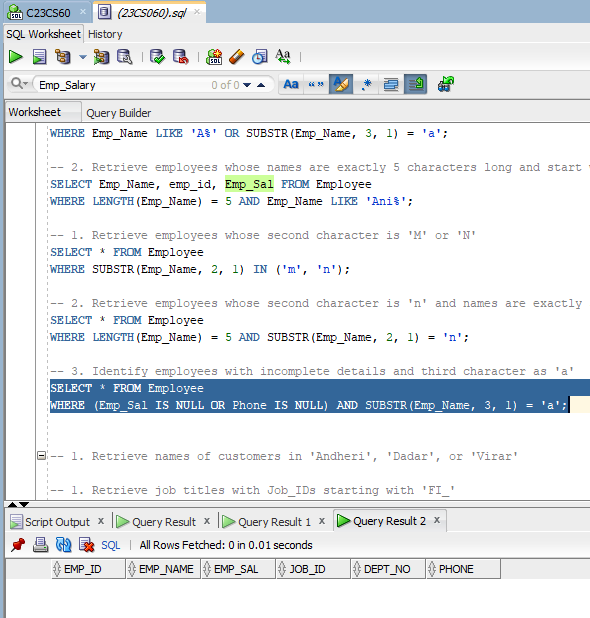 C23CS60 (23CS060).sql
SQL Worksheet History
Aa “” .* Aa
Emp_Salary 0 of 0
Worksheet Query Builder
WHERE Emp_Name LIKE 'A%' OR SUBSTR(Emp_Name, 3, 1) = 'a';
-- 2. Retrieve employees whose names are exactly 5 characters long and start
SELECT Emp_Name, emp_id, Emp_Sal FROM Employee
WHERE LENGTH(Emp_Name) = 5 AND Emp_Name LIKE 'Ani%';
-- 1. Retrieve employees whose second character is 'M' or 'N'
SELECT * FROM Employee
WHERE SUBSTR(Emp_Name, 2, 1) IN ('m', 'n');
-- 2. Retrieve employees whose second character is 'n' and names are exactly
SELECT * FROM Employee
WHERE LENGTH(Emp_Name) = 5 AND SUBSTR(Emp_Name, 2, 1) = 'n';
-- 3. Identify employees with incomplete details and third character as 'a'
SELECT * FROM Employee
WHERE (Emp_Sal IS NULL OR Phone IS NULL) AND SUBSTR(Emp_Name, 3, 1) = 'a';
-- 1. Retrieve names of customers in 'Andheri', 'Dadar', or 'Virar'
-- 1. Retrieve job titles with Job_IDs starting with 'FI_'
Script Output x Query Result x Query Result 1 x Query Result 2 x
SQL | All Rows Fetched: 0 in 0.01 seconds
EMP_ID EMP_NAME EMP_SAL JOB_ID DEPT_NO PHONE